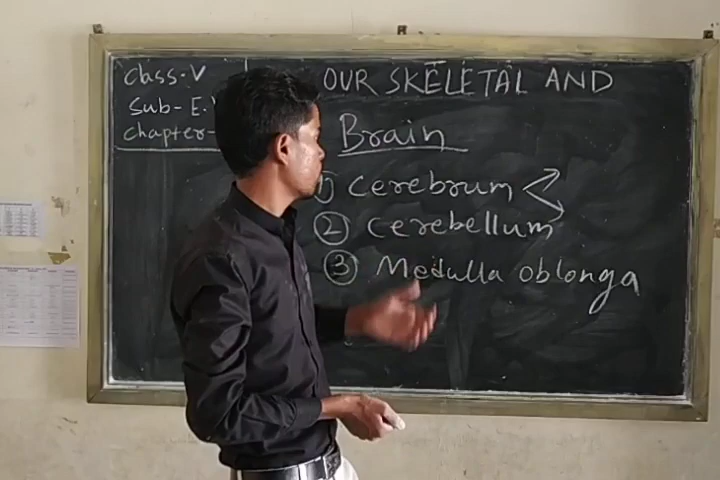 Class - V
Sub - E.
Chapter -
OUR SKELETAL AND
Brain
1) Cerebrum
② Cerebellum
③ Medulla oblonga